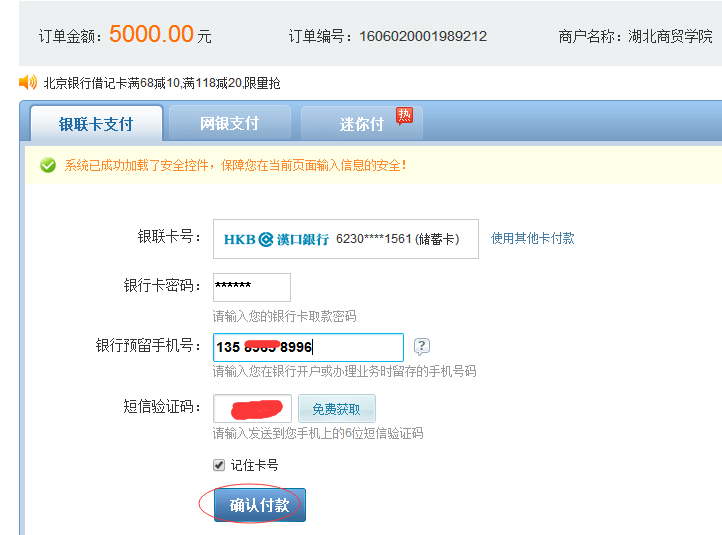 订单金额：5000.00 元 订单编号：1606020001989212 商户名称：湖北商贸学院
北京银行借记卡满68减10,满118减20,限量抢
银联卡支付 网银支付 迷你付 热
系统已成功加载了安全控件，保障您在当前页面输入信息的安全！
银联卡号： HKB 漢口銀行 6230****1561 (储蓄卡) 使用其他卡付款
银行卡密码： ******
请输入您的银行卡取款密码
银行预留手机号： 135 8996 ?
请输入您在银行开户或办理业务时留存的手机号码
短信验证码： 免费获取
请输入发送到您手机上的6位短信验证码
记住卡号
确认付款